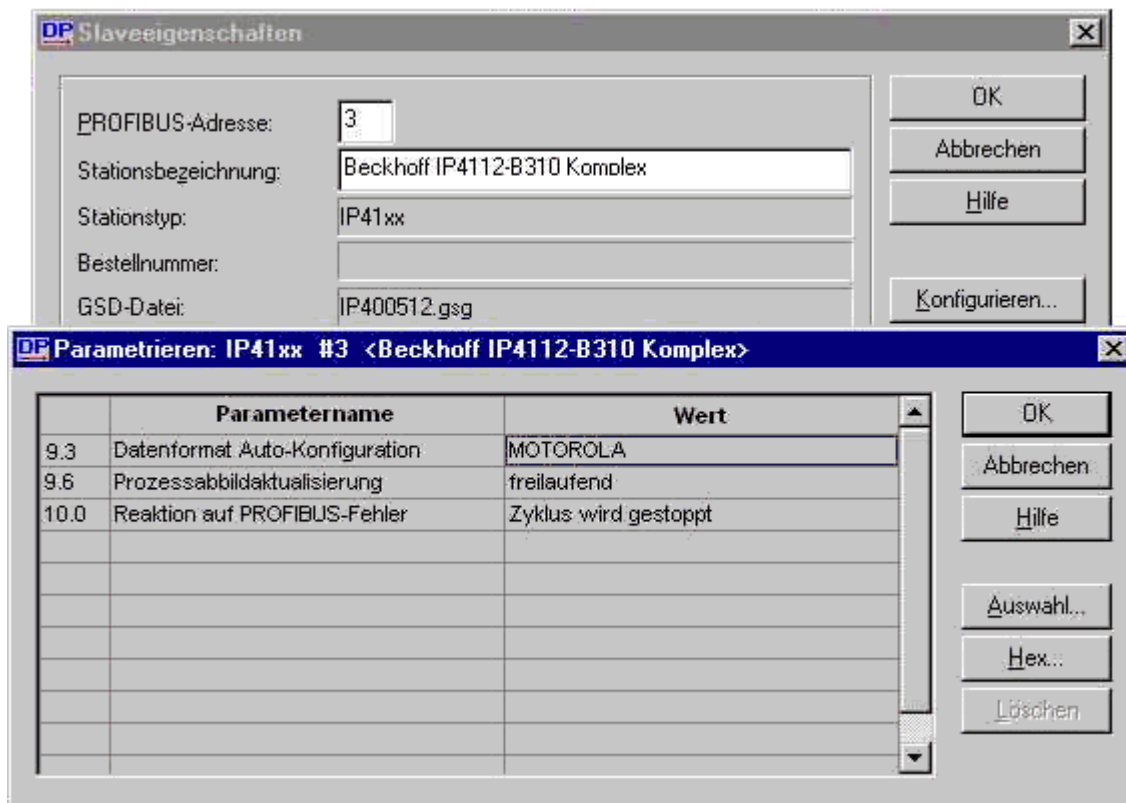 DP Slaveeigenschaften
PROFIBUS-Adresse: 3
Stationsbezeichnung: Beckhoff IP4112-B310 Komplex
Stationstyp: IP41xx
Bestellnummer:
GSD-Datei: IP400512.gsg
OK
Abbrechen
Hilfe
Konfigurieren...
DP Parametrieren: IP41xx #3 <Beckhoff IP4112-B310 Komplex>
Parametername Wert
9.3 Datenformat Auto-Konfiguration MOTOROLA
9.6 Prozessabbildaktualisierung freilaufend
10.0 Reaktion auf PROFIBUS-Fehler Zyklus wird gestoppt
OK
Abbrechen
Hilfe
Auswahl...
Hex...
Löschen